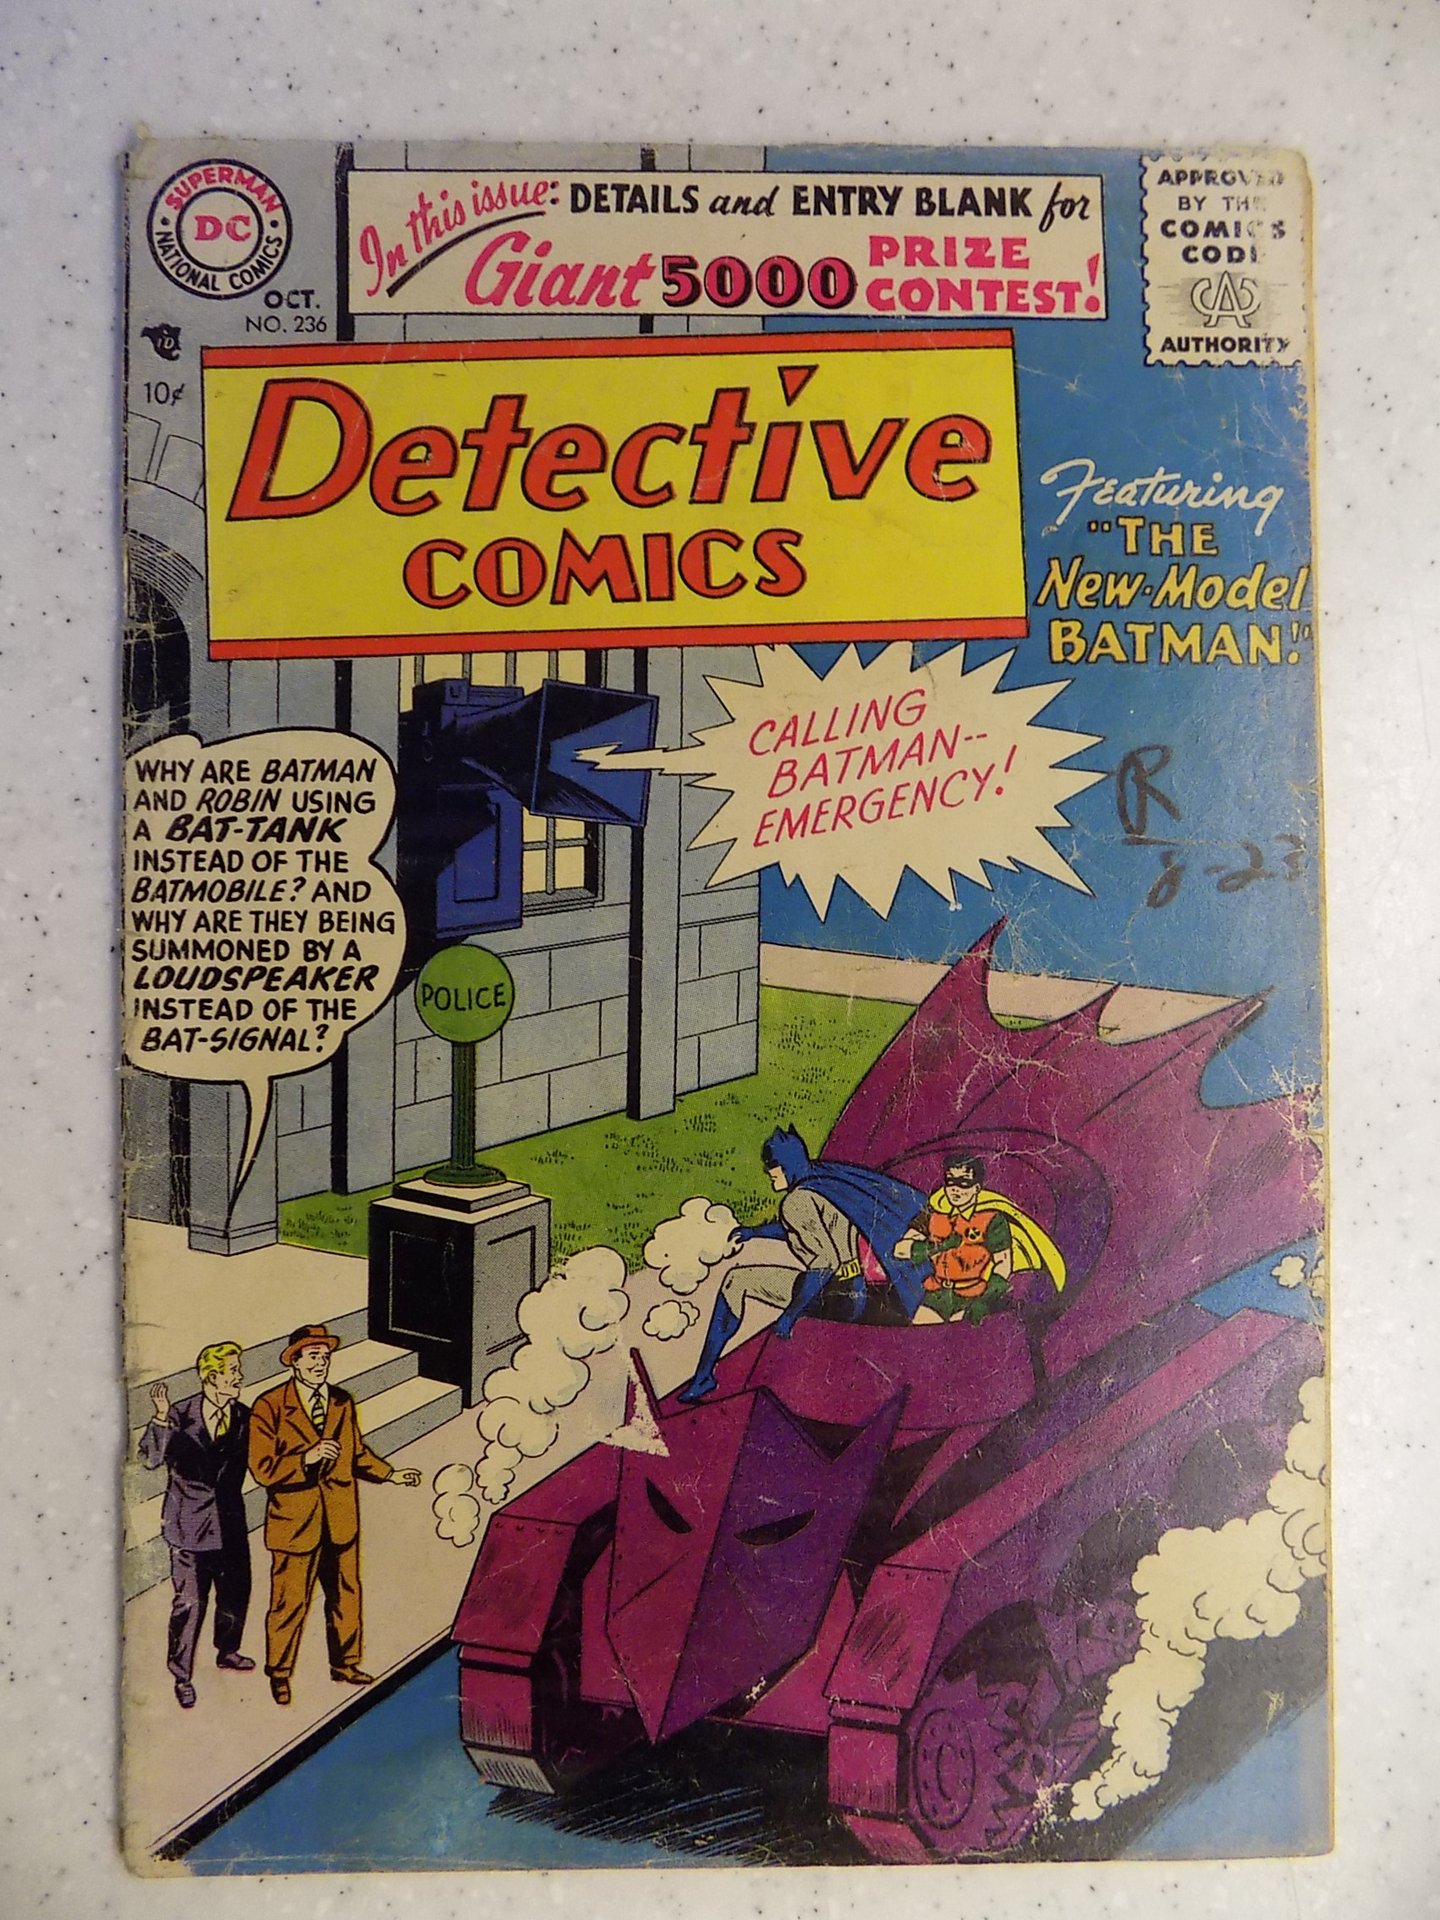 SUPERMAN
DC
NATIONAL COMICS
OCT.
NO. 236
10¢
In this issue: DETAILS and ENTRY BLANK for
Giant 5000 PRIZE
CONTEST!
APPROVED
BY THE
COMICS
CODE
AUTHORITY
Detective
COMICS
Featuring
"THE
New-Model
BATMAN!"
CALLING
BATMAN--
EMERGENCY!
R
8-23
WHY ARE BATMAN
AND ROBIN USING
A BAT-TANK
INSTEAD OF THE
BATMOBILE? AND
WHY ARE THEY BEING
SUMMONED BY A
LOUDSPEAKER
INSTEAD OF THE
BAT-SIGNAL?
POLICE